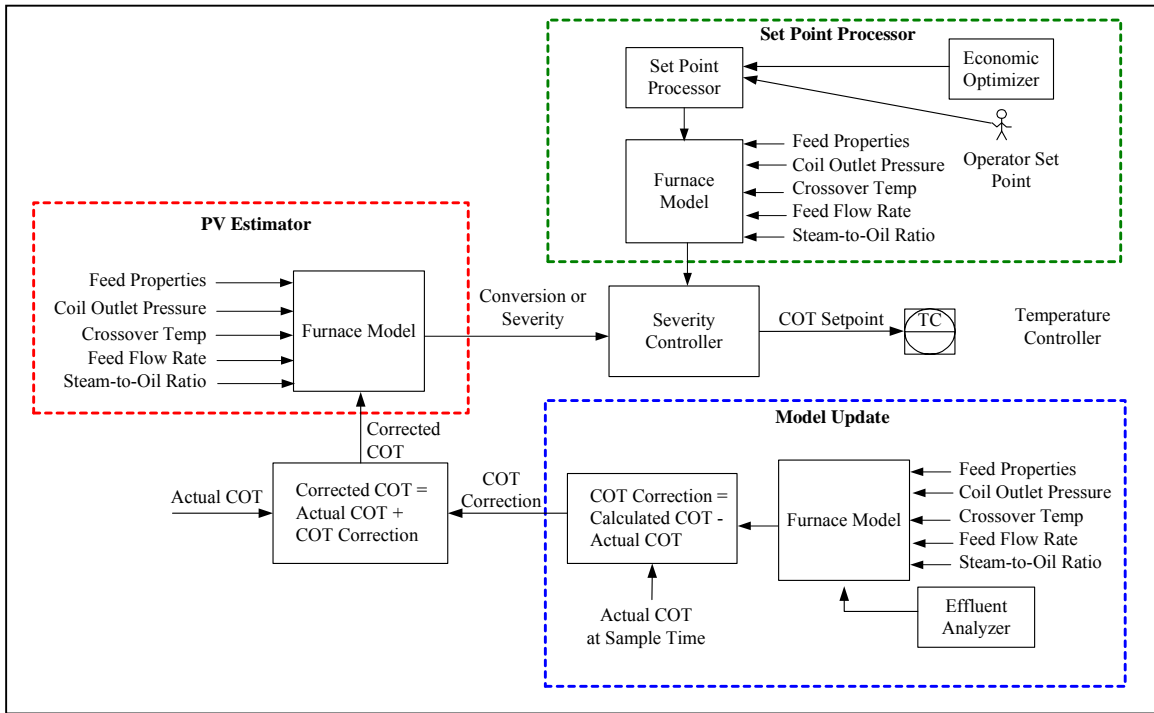 Set Point Processor
Set Point
Processor
Economic
Optimizer
Operator Set
Point
Furnace
Model
Feed Properties
Coil Outlet Pressure
Crossover Temp
Feed Flow Rate
Steam-to-Oil Ratio
PV Estimator
Feed Properties
Coil Outlet Pressure
Crossover Temp
Feed Flow Rate
Steam-to-Oil Ratio
Furnace Model
Conversion or
Severity
Severity
Controller
COT Setpoint
TC
Temperature
Controller
Corrected
COT
Actual COT
Corrected COT =
Actual COT +
COT Correction
COT
Correction
Model Update
COT Correction =
Calculated COT -
Actual COT
Actual COT
at Sample Time
Furnace Model
Feed Properties
Coil Outlet Pressure
Crossover Temp
Feed Flow Rate
Steam-to-Oil Ratio
Effluent
Analyzer